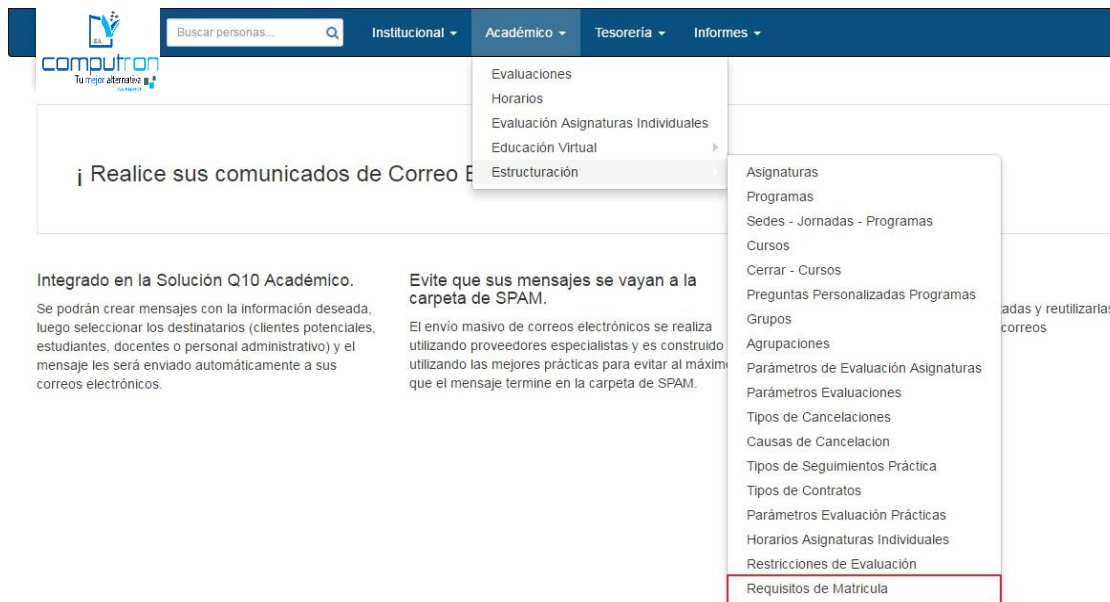 computron
Tu mejor alternativa
Buscar personas...
Institucional
Académico
Tesorería
Informes
Evaluaciones
Horarios
Evaluación Asignaturas Individuales
Educación Virtual
Estructuración
Asignaturas
Programas
Sedes - Jornadas - Programas
Cursos
Cerrar - Cursos
Preguntas Personalizadas Programas
Grupos
Agrupaciones
Parámetros de Evaluación Asignaturas
Parámetros Evaluaciones
Tipos de Cancelaciones
Causas de Cancelacion
Tipos de Seguimientos Práctica
Tipos de Contratos
Parámetros Evaluación Prácticas
Horarios Asignaturas Individuales
Restricciones de Evaluación
Requisitos de Matricula
¡ Realice sus comunicados de Correo
Integrado en la Solución Q10 Académico.
Se podrán crear mensajes con la información deseada,
luego seleccionar los destinatarios (clientes potenciales,
estudiantes, docentes o personal administrativo) y el
mensaje les será enviado automáticamente a sus
correos electrónicos.
Evite que sus mensajes se vayan a la
carpeta de SPAM.
El envío masivo de correos electrónicos se realiza
utilizando proveedores especialistas y es construido
utilizando las mejores prácticas para evitar al máxim
que el mensaje termine en la carpeta de SPAM.
adas y reutilizarlas
correos